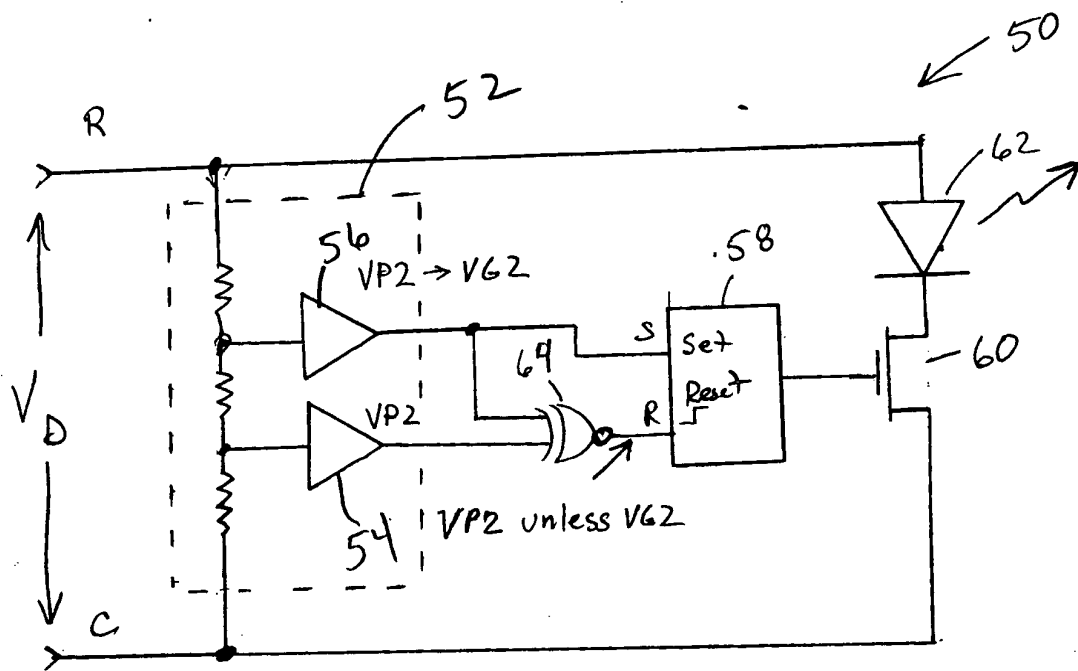 50
52
R
62
56
VP2 → VG2
.58
S
Set
60
64
Reset
R
VP2
V
D
54
VP2 unless VG2
C